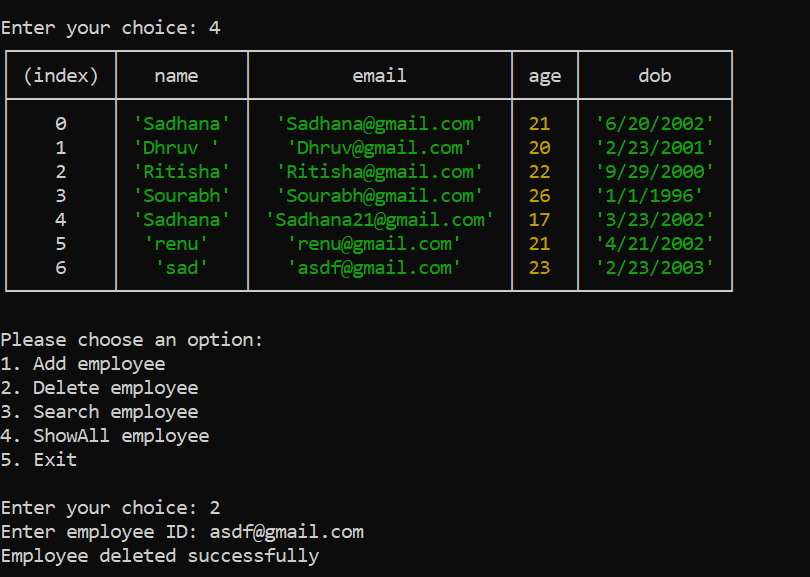 Enter your choice: 4
(index) name email age dob
0 'Sadhana' 'Sadhana@gmail.com' 21 '6/20/2002'
1 'Dhruv ' 'Dhruv@gmail.com' 20 '2/23/2001'
2 'Ritisha' 'Ritisha@gmail.com' 22 '9/29/2000'
3 'Sourabh' 'Sourabh@gmail.com' 26 '1/1/1996'
4 'Sadhana' 'Sadhana21@gmail.com' 17 '3/23/2002'
5 'renu' 'renu@gmail.com' 21 '4/21/2002'
6 'sad' 'asdf@gmail.com' 23 '2/23/2003'
Please choose an option:
1. Add employee
2. Delete employee
3. Search employee
4. ShowAll employee
5. Exit
Enter your choice: 2
Enter employee ID: asdf@gmail.com
Employee deleted successfully